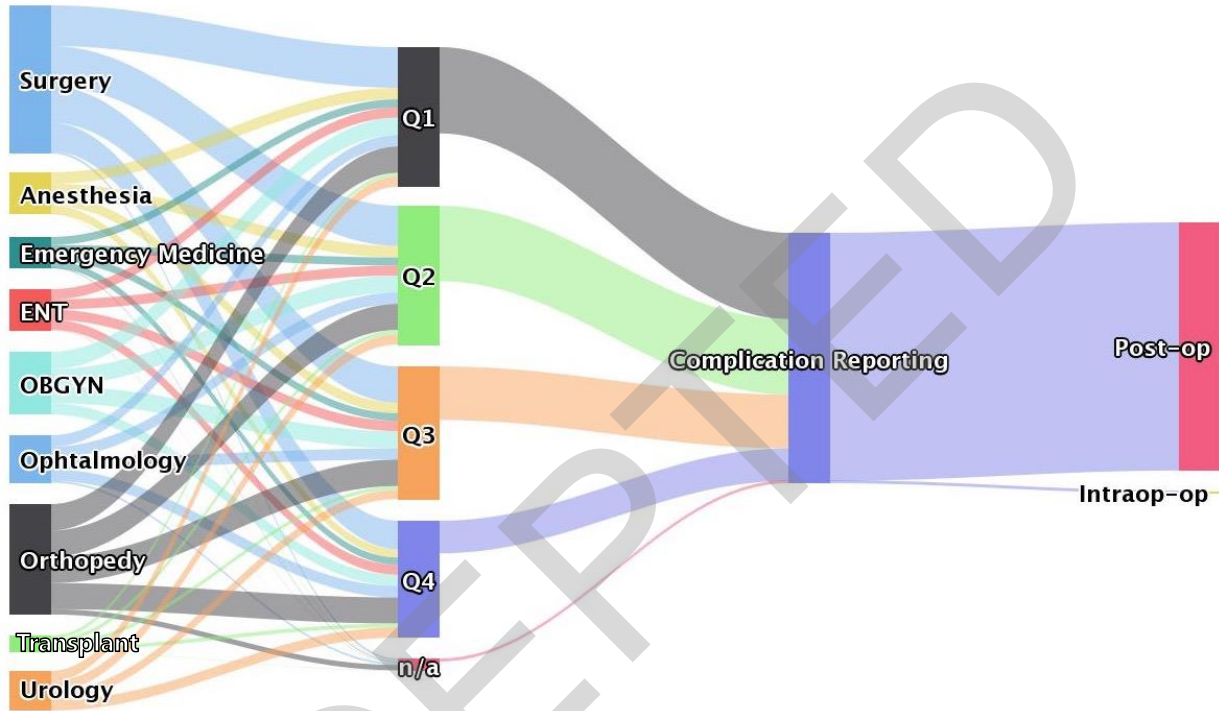 Surgery
Anesthesia
Emergency Medicine
ENT
OBGYN
Ophtalmology
Orthopedy
Transplant
Urology
Q1
Q2
Q3
Q4
n/a
Complication Reporting
Post-op
Intraop-op
EPTED